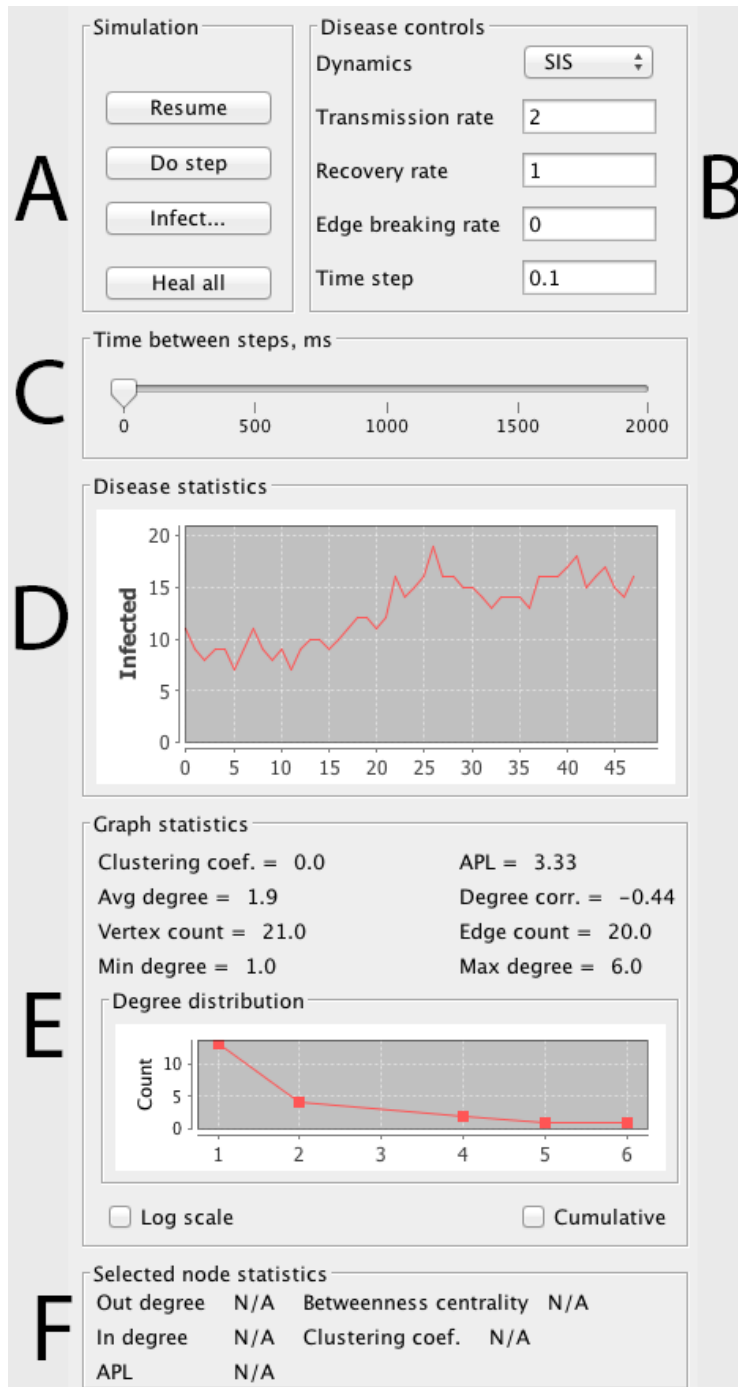 Simulation
Resume
Do step
Infect...
Heal all
A
Disease controls
Dynamics SIS
Transmission rate 2
Recovery rate 1
Edge breaking rate 0
Time step 0.1
B
C
Time between steps, ms
0 500 1000 1500 2000
D
Disease statistics
Infected
20
15
10
5
0
0 5 10 15 20 25 30 35 40 45
E
Graph statistics
Clustering coef. = 0.0 APL = 3.33
Avg degree = 1.9 Degree corr. = -0.44
Vertex count = 21.0 Edge count = 20.0
Min degree = 1.0 Max degree = 6.0
Degree distribution
Count
10
5
0
1 2 3 4 5 6
Log scale Cumulative
F
Selected node statistics
Out degree N/A Betweenness centrality N/A
In degree N/A Clustering coef. N/A
APL N/A